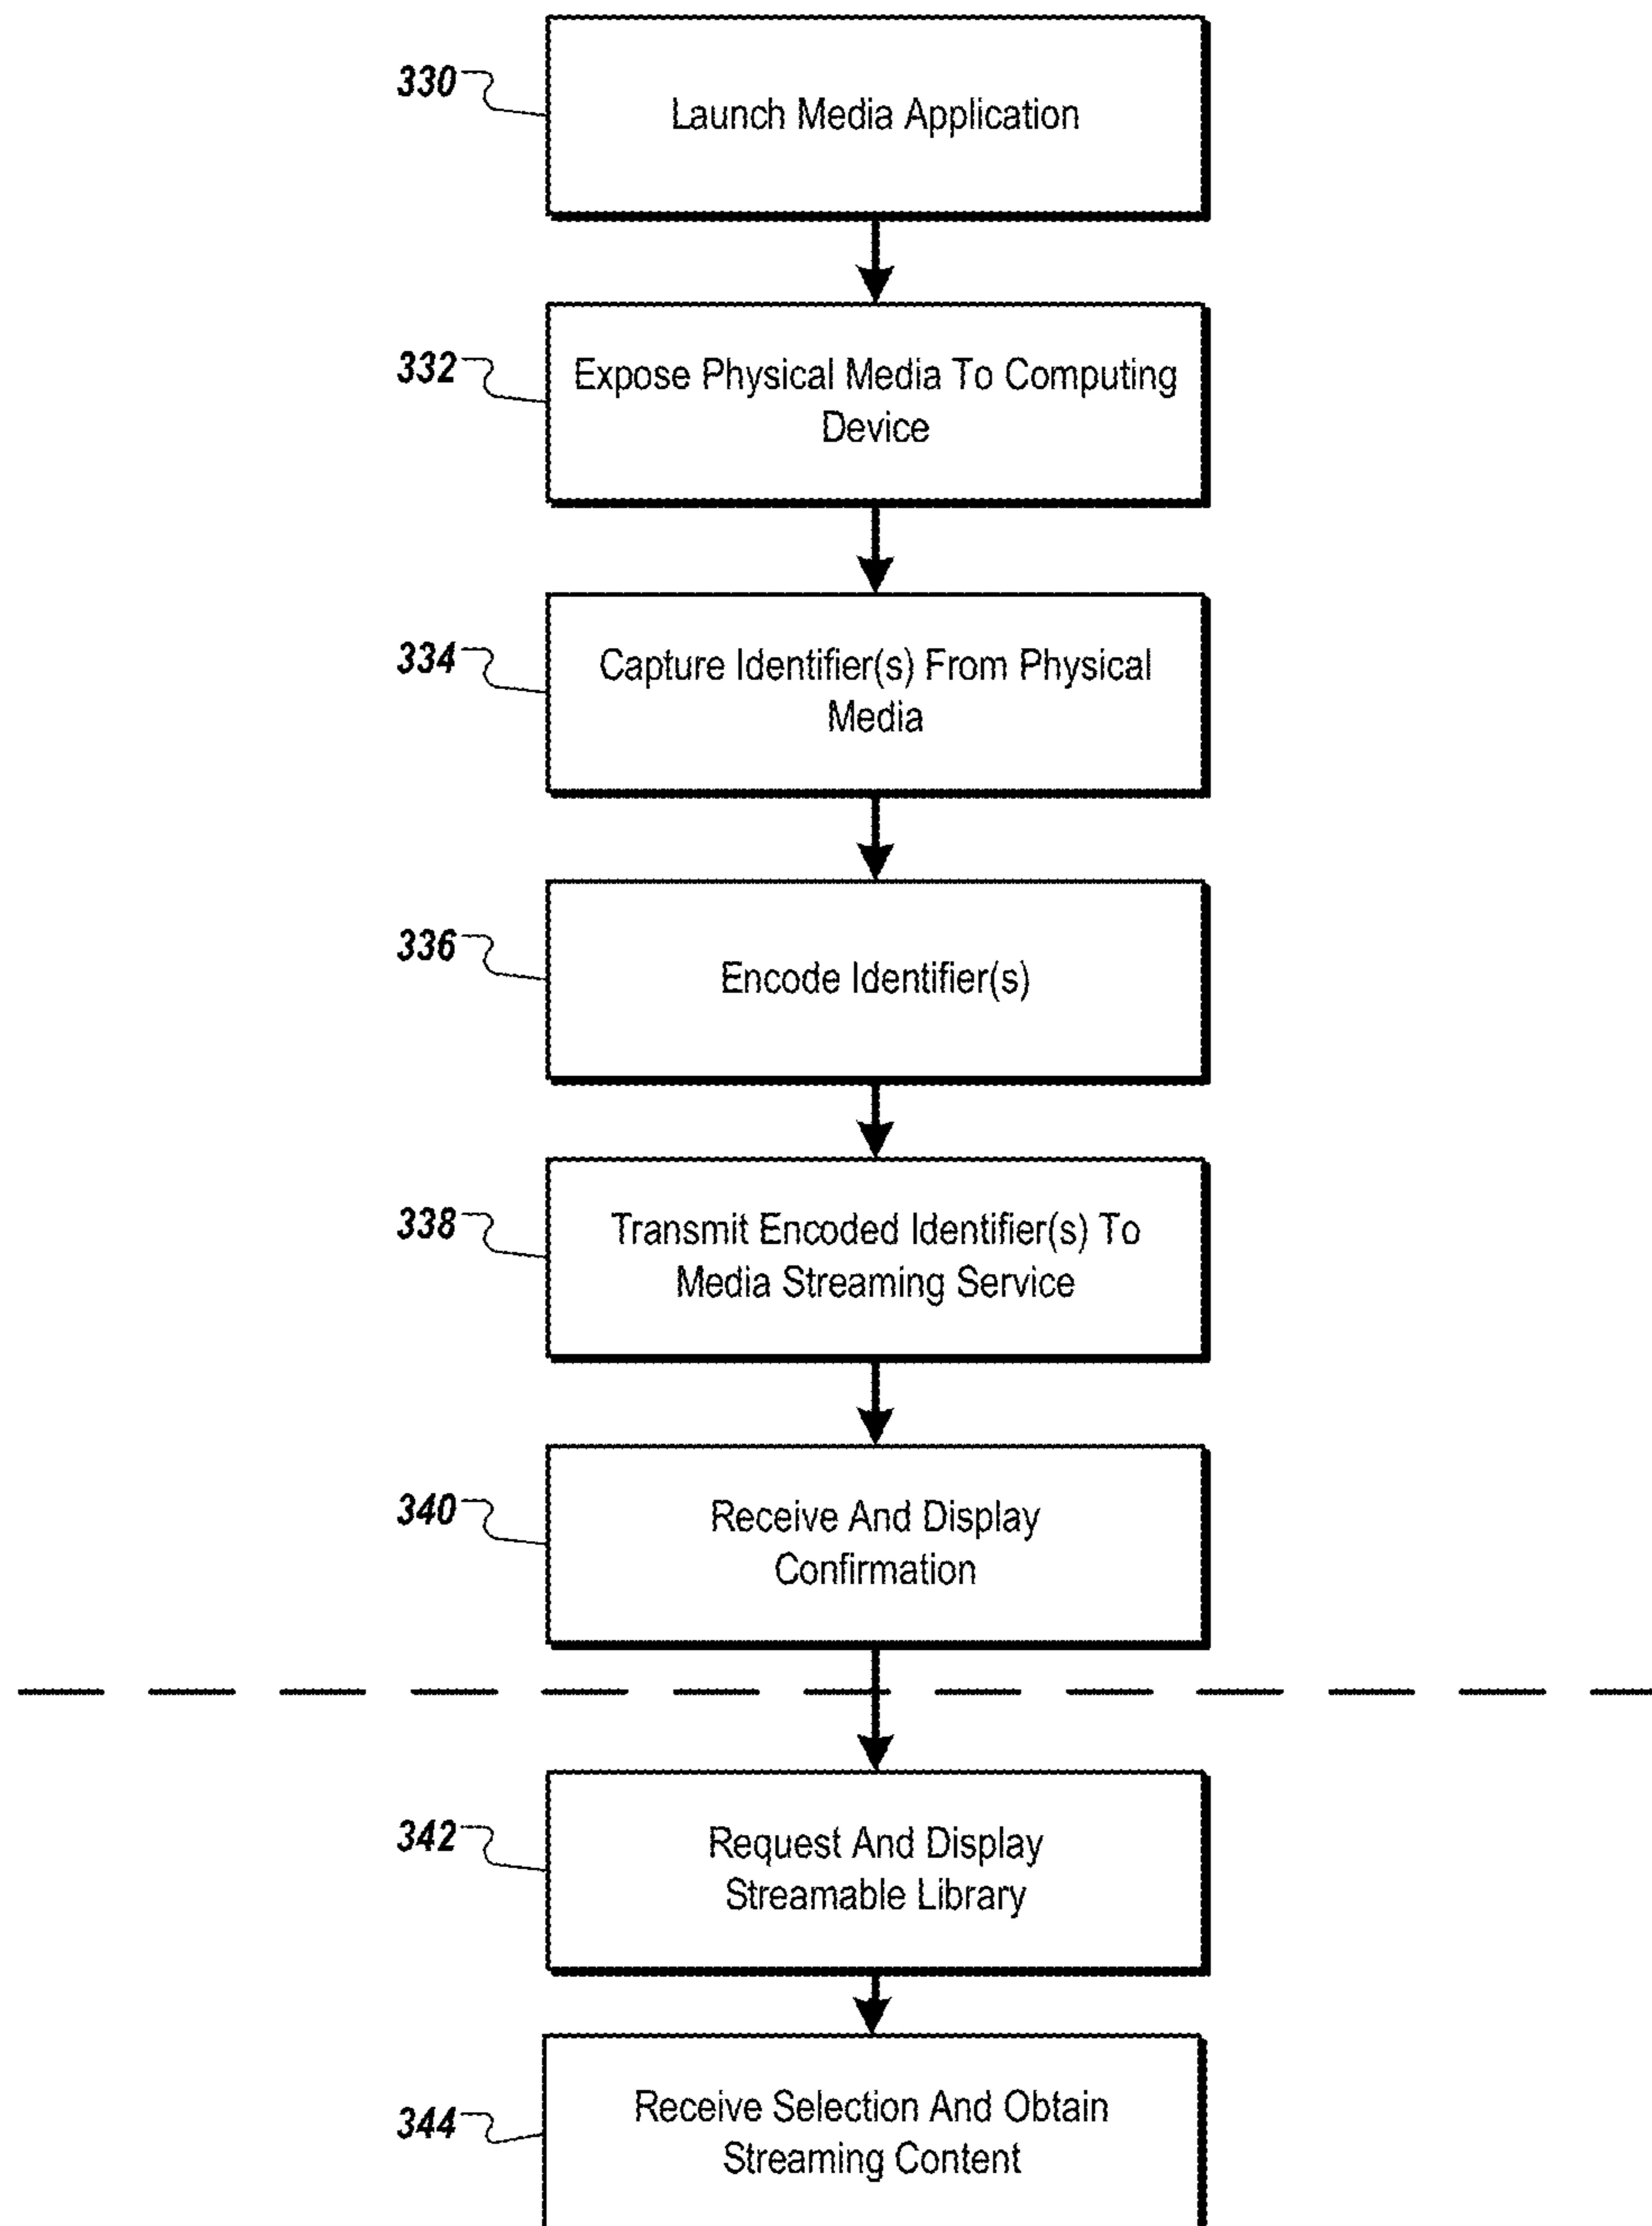 330
Launch Media Application
332
Expose Physical Media To Computing
Device
334
Capture Identifier(s) From Physical
Media
336
Encode Identifier(s)
338
Transmit Encoded Identifier(s) To
Media Streaming Service
340
Receive And Display
Confirmation
342
Request And Display
Streamable Library
344
Receive Selection And Obtain
Streaming Content